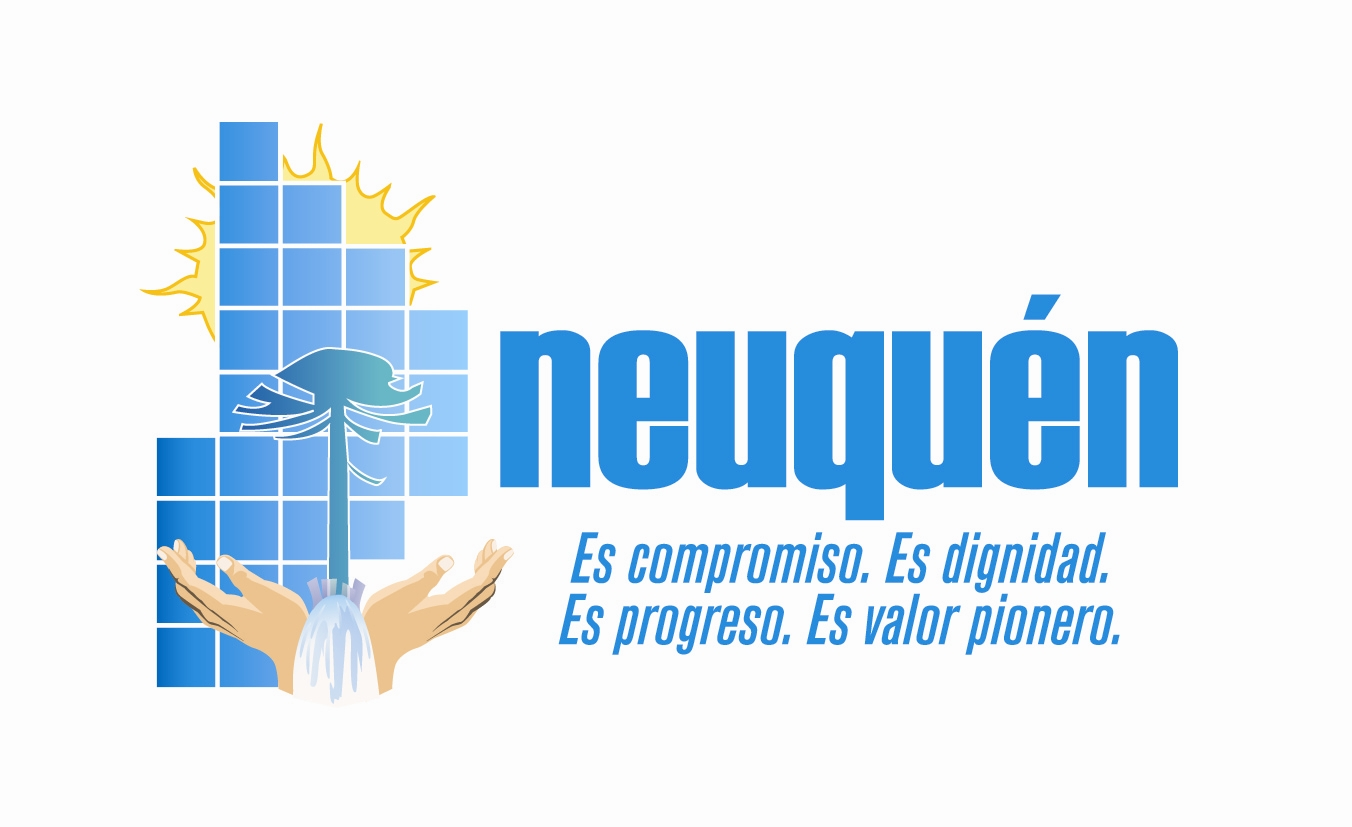 neuquén
Es compromiso. Es dignidad.
Es progreso. Es valor pionero.